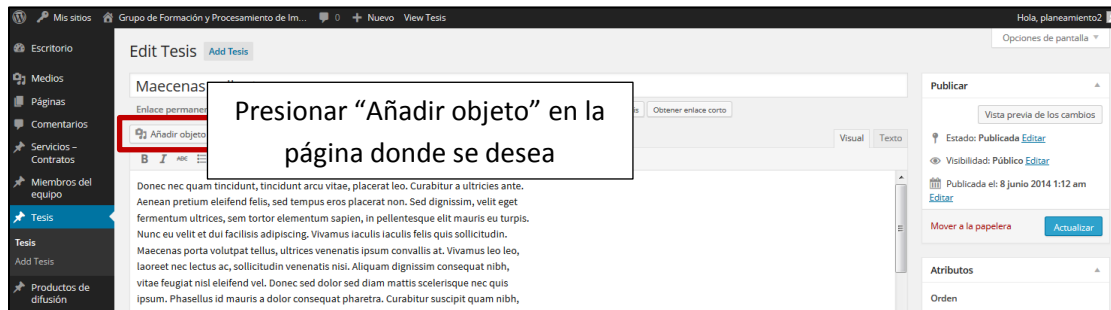 Mis sitios Grupo de Formación y Procesamiento de Im... 0 + Nuevo View Tesis Hola, planeamiento2
Opciones de pantalla
Escritorio
Medios
Páginas
Comentarios
Servicios –
Contratos
Miembros del
equipo
Tesis
Tesis
Add Tesis
Productos de
difusión
Edit Tesis Add Tesis
Maecenas
Enlace permanen
Obtener enlace corto
Añadir objeto
Visual Texto
B I ABC
Presionar “Añadir objeto” en la
página donde se desea
Donec nec quam tincidunt, tincidunt arcu vitae, placerat leo. Curabitur a ultricies ante.
Aenean pretium eleifend felis, sed tempus eros placerat non. Sed dignissim, velit eget
fermentum ultrices, sem tortor elementum sapien, in pellentesque elit mauris eu turpis.
Nunc eu velit et dui facilisis adipiscing. Vivamus iaculis iaculis felis quis sollicitudin.
Maecenas porta volutpat tellus, ultrices venenatis ipsum convallis at. Vivamus leo leo,
laoreet nec lectus ac, sollicitudin venenatis nisi. Aliquam dignissim consequat nibh,
vitae feugiat nisl eleifend vel. Donec sed dolor sed diam mattis scelerisque nec quis
ipsum. Phasellus id mauris a dolor consequat pharetra. Curabitur suscipit quam nibh,
Publicar
Vista previa de los cambios
Estado: Publicada Editar
Visibilidad: Público Editar
Publicada el: 8 junio 2014 1:12 am
Editar
Mover a la papelera Actualizar
Atributos
Orden